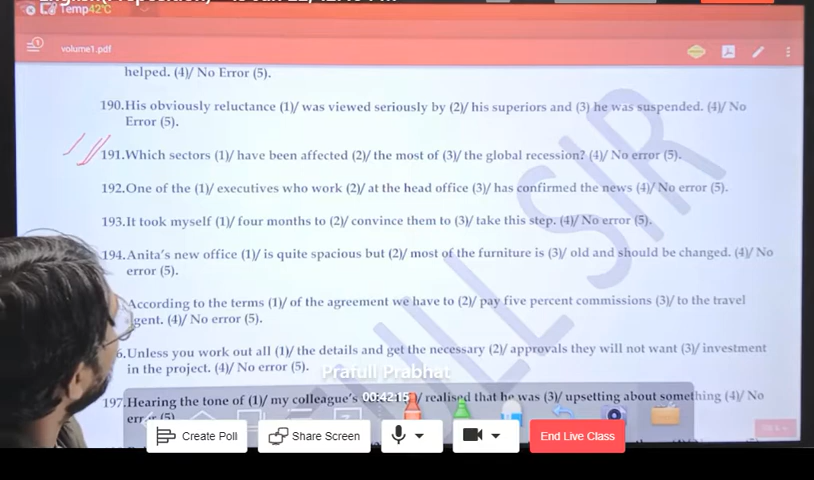 Temp42°C
volume1.pdf
helped. (4)/ No Error (5).
190.His obviously reluctance (1)/ was viewed seriously by (2)/ his superiors and (3) he was suspended. (4)/ No
Error (5).
191.Which sectors (1)/ have been affected (2)/ the most of (3)/ the global recession? (4)/ No error (5).
192.One of the (1)/ executives who work (2)/ at the head office (3)/ has confirmed the news (4)/ No error (5).
193.It took myself (1)/ four months to (2)/ convince them to (3)/ take this step. (4)/ No error (5).
194.Anita's new office (1)/ is quite spacious but (2)/ most of the furniture is (3)/ old and should be changed. (4)/ No
error (5).
According to the terms (1)/ of the agreement we have to (2)/ pay five percent commissions (3)/ to the travel
gent. (4)/ No error (5).
6.Unless you work out all (1)/ the details and get the necessary (2)/ approvals they will not want (3)/ investment
in the project. (4)/ No error (5).
Prafull Prabhat
197.Hearing the tone of (1)/ my colleague's 00:42:15 / realised that he was (3)/ upsetting about something (4)/ No
(5)
Create Poll
Share Screen
End Live Class